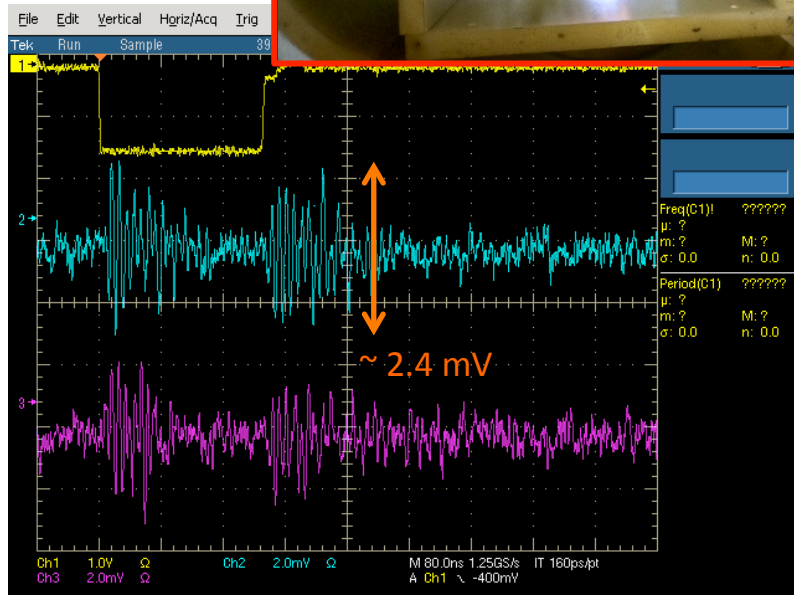 File Edit Vertical Horiz/Acq Trig
Tek Run Sample 39
1
2
3
~ 2.4 mV
Freq(C1)! ??????
µ: ?
m: ? M: ?
σ: 0.0 n: 0.0
Period(C1) ??????
µ: ?
m: ? M: ?
σ: 0.0 n: 0.0
Ch1 1.0V Ω Ch2 2.0mV Ω M 80.0ns 1.25GS/s IT 160ps/pt
Ch3 2.0mV Ω A Ch1 \ -400mV